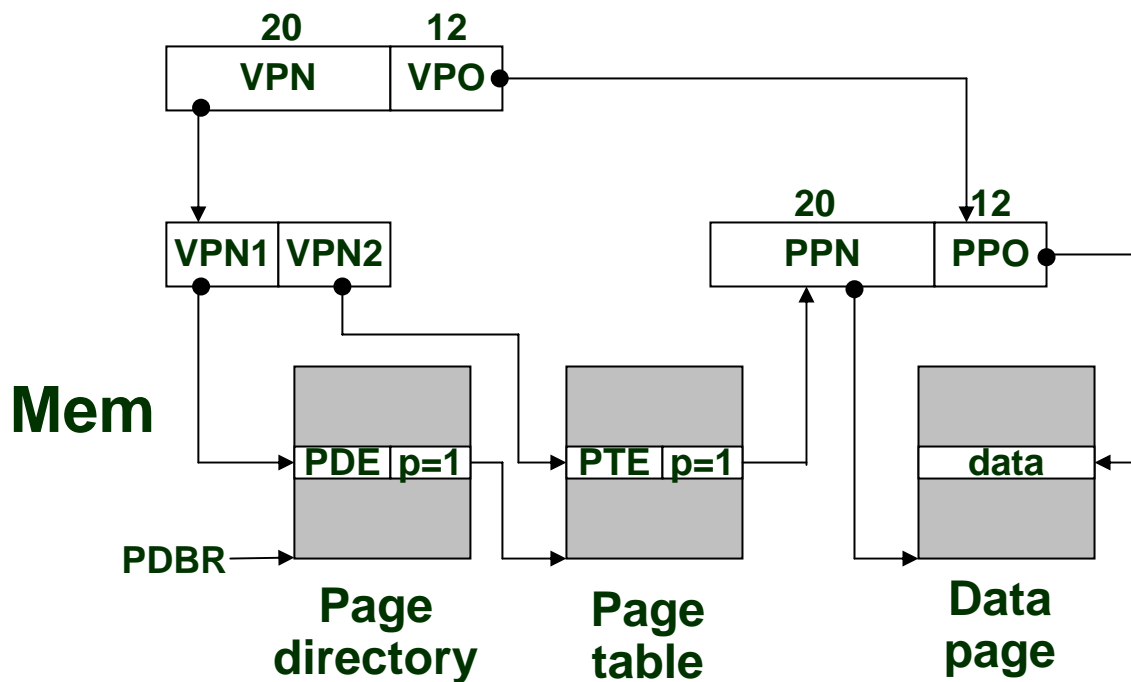 20 12
VPN VPO
20 12
VPN1 VPN2 PPN PPO
Mem
PDE p=1 PTE p=1 data
PDBR
Page directory
Page table
Data page